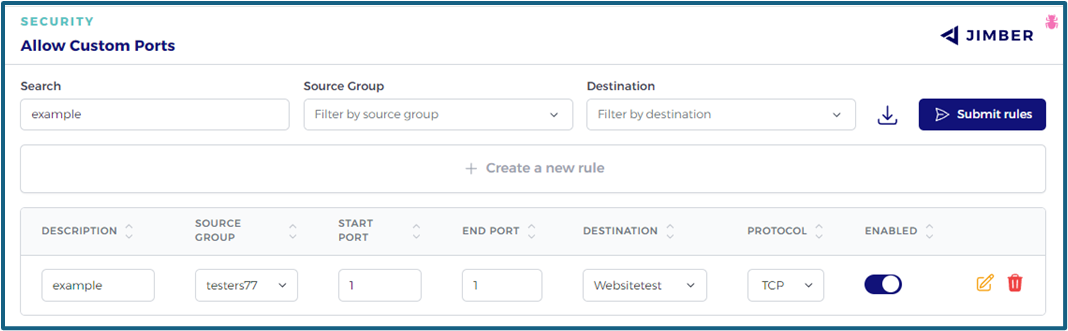 SECURITY
Allow Custom Ports
JIMBER
Search
Source Group
Destination
example
Filter by source group
Filter by destination
Submit rules
+ Create a new rule
DESCRIPTION
SOURCE GROUP
START PORT
END PORT
DESTINATION
PROTOCOL
ENABLED
example
testers77
1
1
Websitetest
TCP